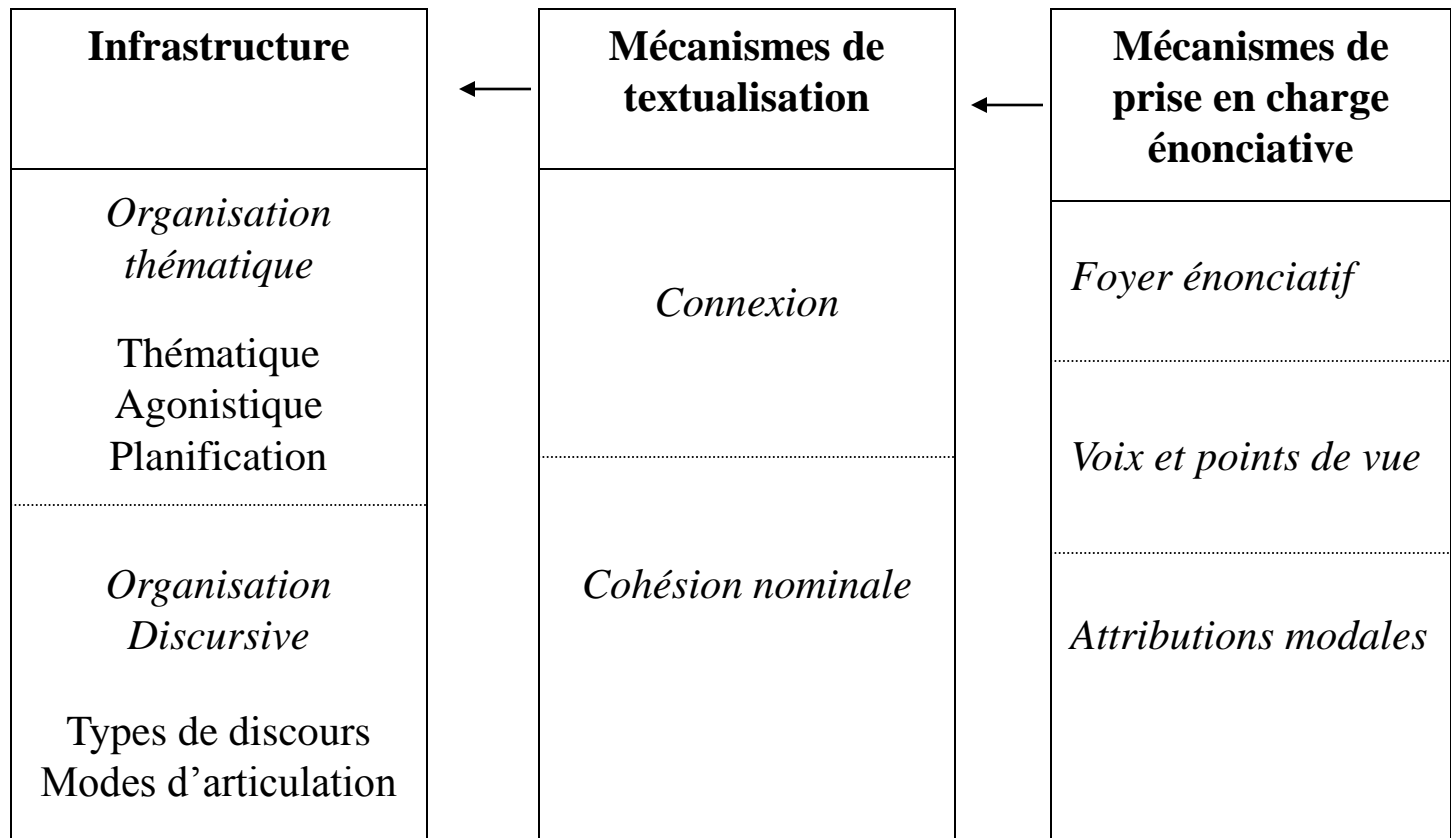 Infrastructure
Organisation
thématique
Thématique
Agonistique
Planification
Organisation
Discursive
Types de discours
Modes d’articulation
Mécanismes de
textualisation
Connexion
Cohésion nominale
Mécanismes de
prise en charge
énonciative
Foyer énonciatif
Voix et points de vue
Attributions modales